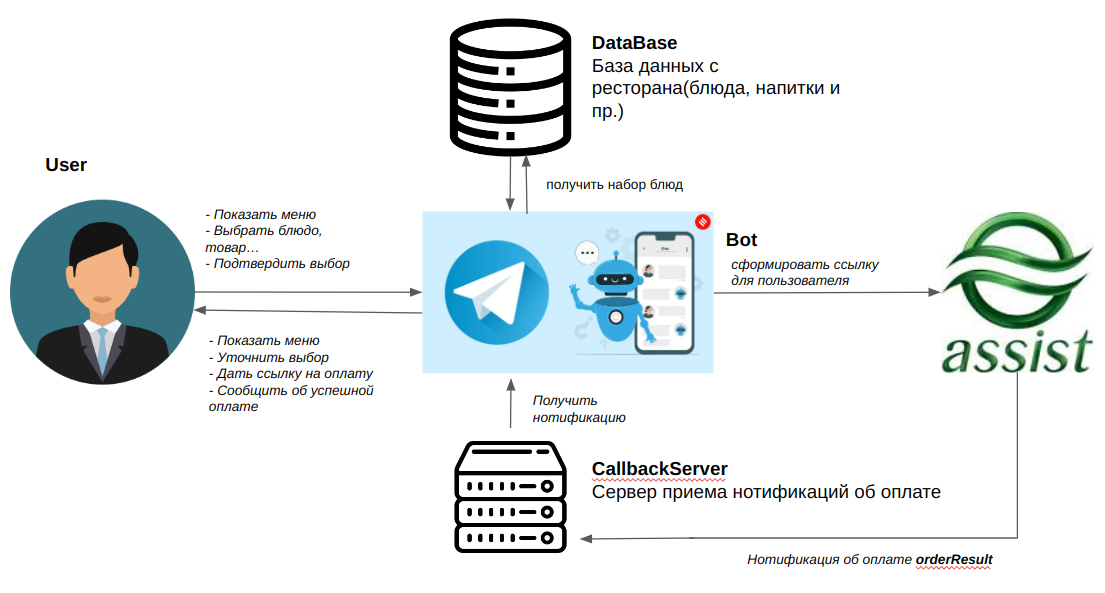 DataBase
База данных с
ресторана(блюда, напитки и
пр.)
User
получить набор блюд
- Показать меню
- Выбрать блюдо,
товар...
- Подтвердить выбор
Bot
сформировать ссылку
для пользователя
assist
- Показать меню
- Уточнить выбор
- Дать ссылку на оплату
- Сообщить об успешной
оплате
Получить
нотификацию
CallbackServer
Сервер приема нотификаций об оплате
Нотификация об оплате orderResult